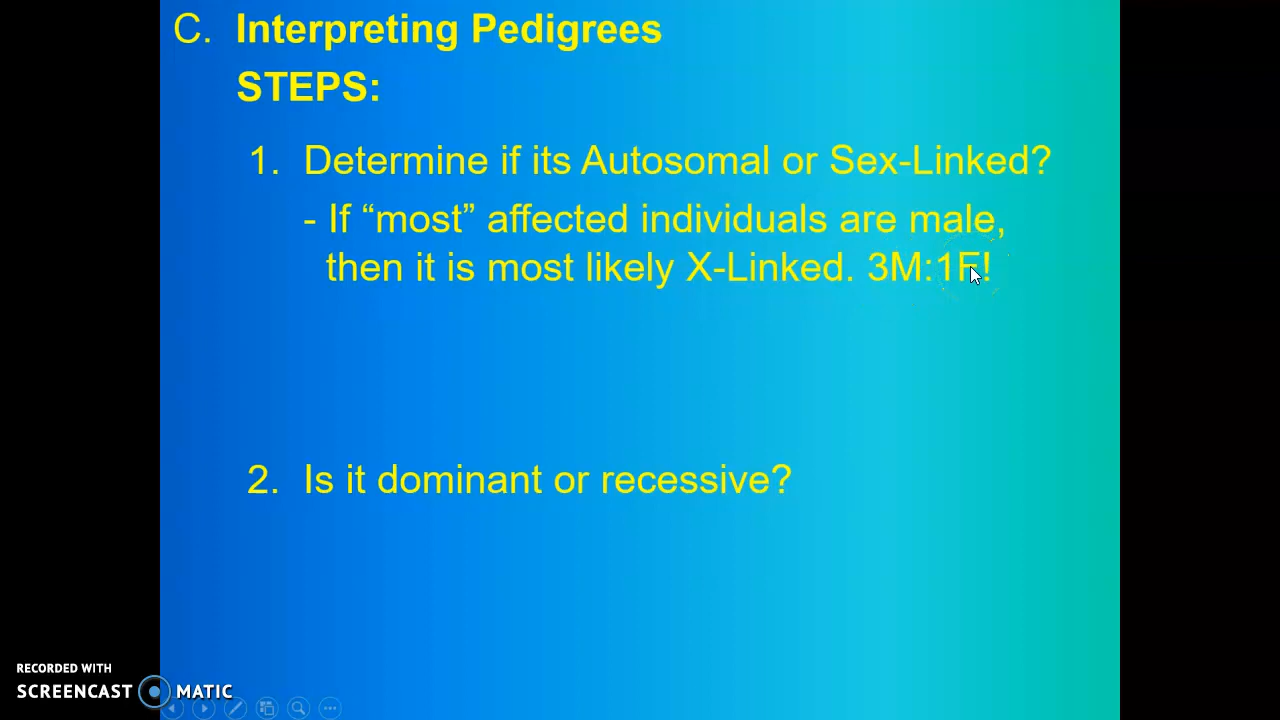 C. Interpreting Pedigrees
STEPS:
1. Determine if its Autosomal or Sex-Linked?
- If “most” affected individuals are male,
then it is most likely X-Linked. 3M:1F!
2. Is it dominant or recessive?
RECORDED WITH
SCREENCAST MATIC